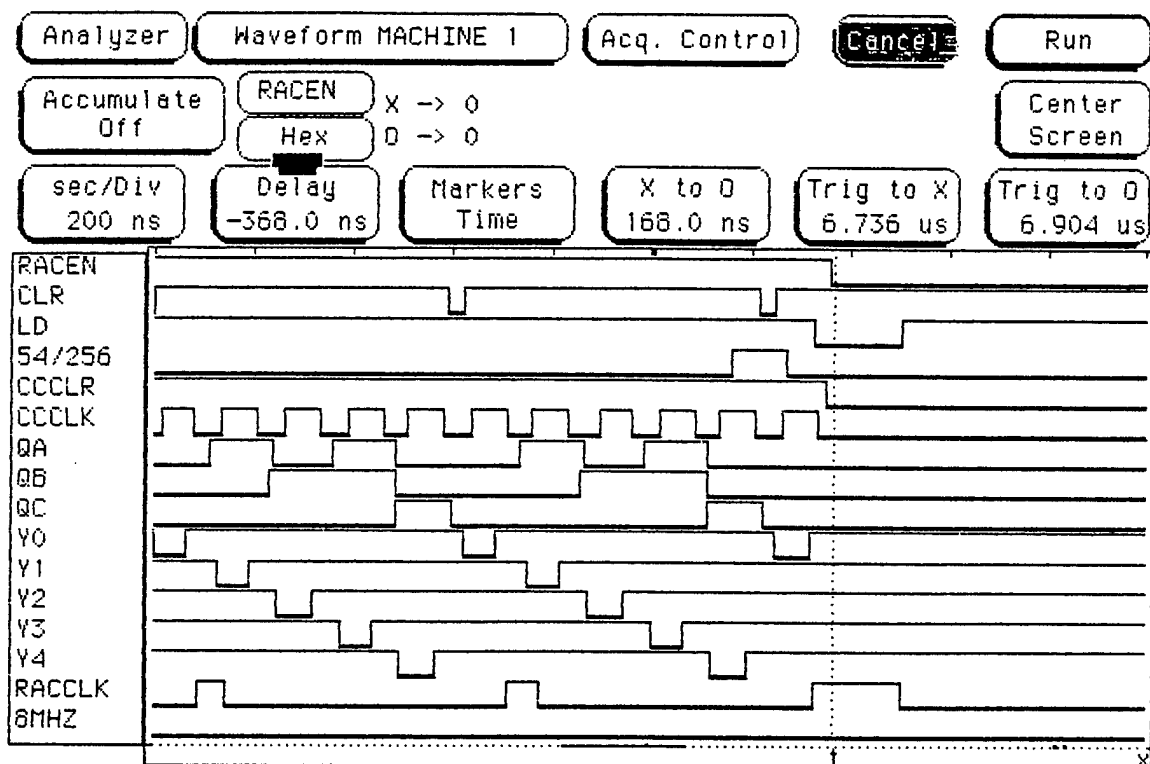 Analyzer Waveform MACHINE 1 Acq. Control Cancel Run
Accumulate Off RACEN X -> 0 Center Screen
Hex O -> 0
sec/Div Delay Markers X to O Trig to X Trig to O
200 ns -368.0 ns Time 168.0 ns 6.736 us 6.904 us
RACEN
CLR
LD
54/256
CCCLR
CCCLK
QA
QB
QC
Y0
Y1
Y2
Y3
Y4
RACCLK
8MHZ
t x